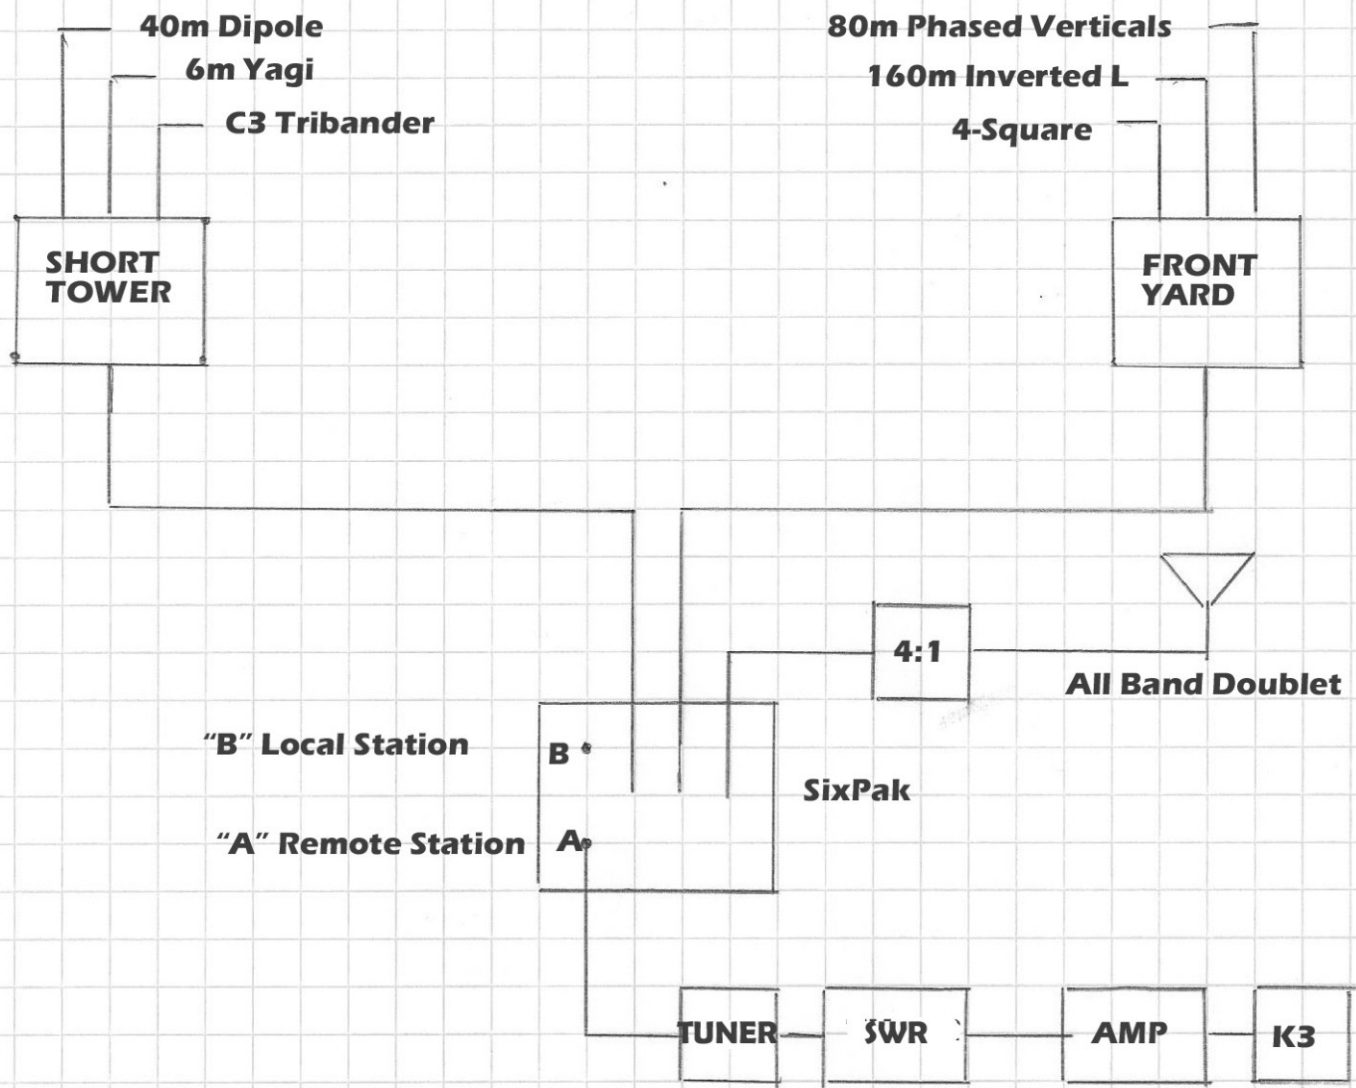 40m Dipole
6m Yagi
C3 Tribander
80m Phased Verticals
160m Inverted L
4-Square
SHORT
TOWER
FRONT
YARD
4:1
All Band Doublet
"B" Local Station
B
SixPak
"A" Remote Station
A
TUNER
SWR
AMP
K3